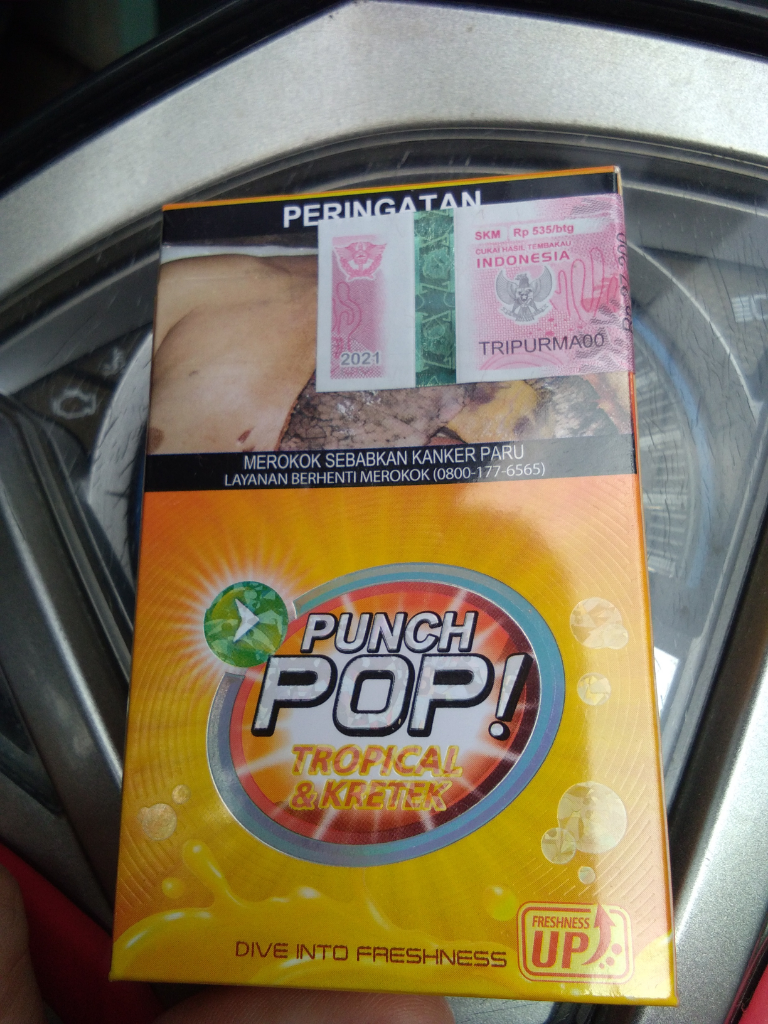 PERINGATAN
SKM Rp 535/btg
CUKAI HASIL TEMBAKAU
INDONESIA
2021
TRIPURMA00
MEROKOK SEBABKAN KANKER PARU
LAYANAN BERHENTI MEROKOK (0800-177-6565)
PUNCH
POP!
TROPICAL
& KRETEK
FRESHNESS
UP
DIVE INTO FRESHNESS